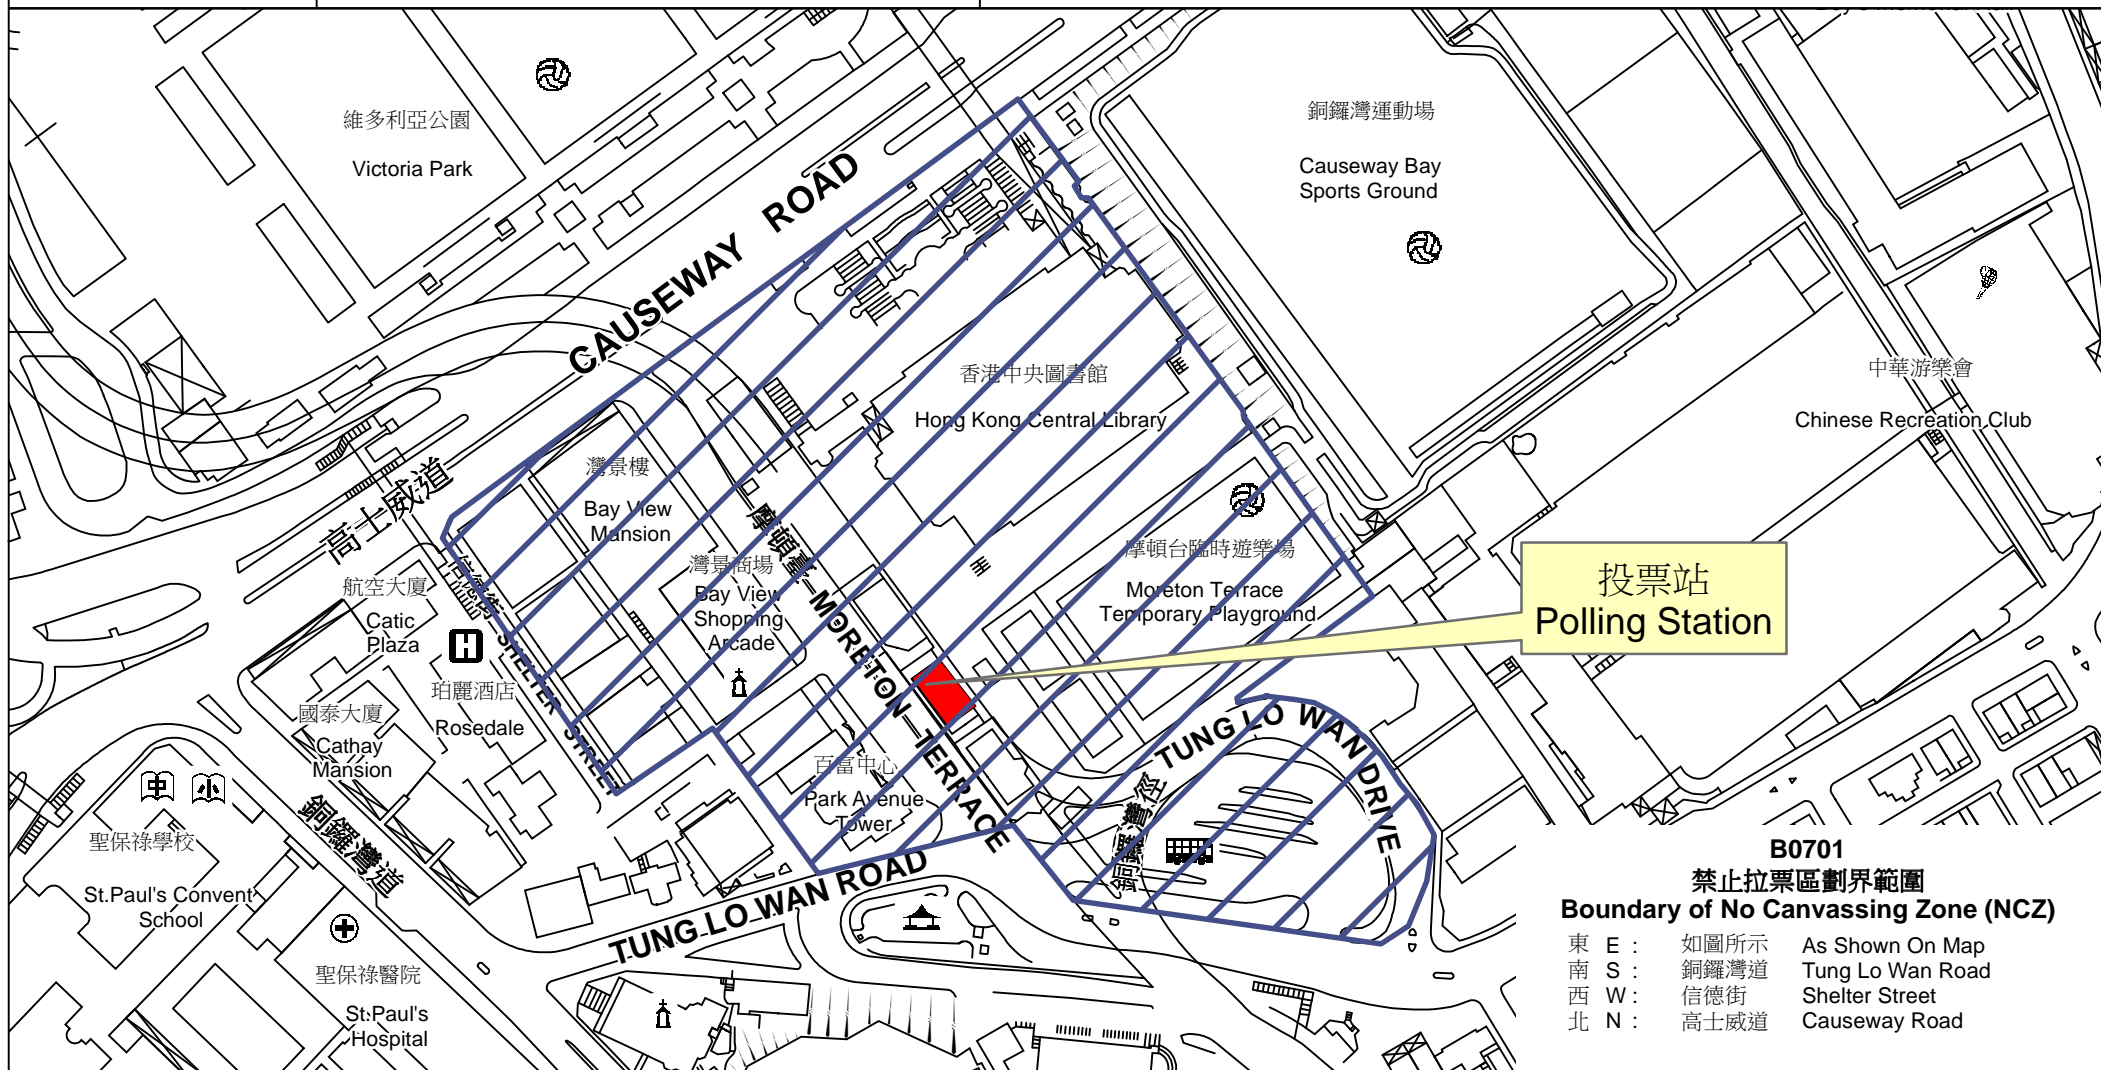 維多利亞公園
Victoria Park
銅鑼灣運動場
Causeway Bay
Sports Ground
CAUSEWAY ROAD
高士威道
香港中央圖書館
Hong Kong Central Library
中華游樂會
Chinese Recreation Club
灣景樓
Bay View
Mansion
灣景商場
Bay View
Shopping
Arcade
摩頓臺 MORETON TERRACE
摩頓台臨時遊樂場
Moreton Terrace
Temporary Playground
投票站
Polling Station
信德街 SHELTER STREET
航空大廈
Catic
Plaza
H
珀麗酒店
Rosedale
國泰大廈
Cathay
Mansion
中 小
聖保祿學校
St.Paul's Convent
School
銅鑼灣道
聖保祿醫院
St.Paul's
Hospital
百富中心
Park Avenue
Tower
TUNG LO WAN ROAD
TUNG LO WAN DRIVE
銅鑼灣徑
B0701
禁止拉票區劃界範圍
Boundary of No Canvassing Zone (NCZ)
東 E : 如圖所示 As Shown On Map
南 S : 銅鑼灣道 Tung Lo Wan Road
西 W : 信德街 Shelter Street
北 N : 高士威道 Causeway Road